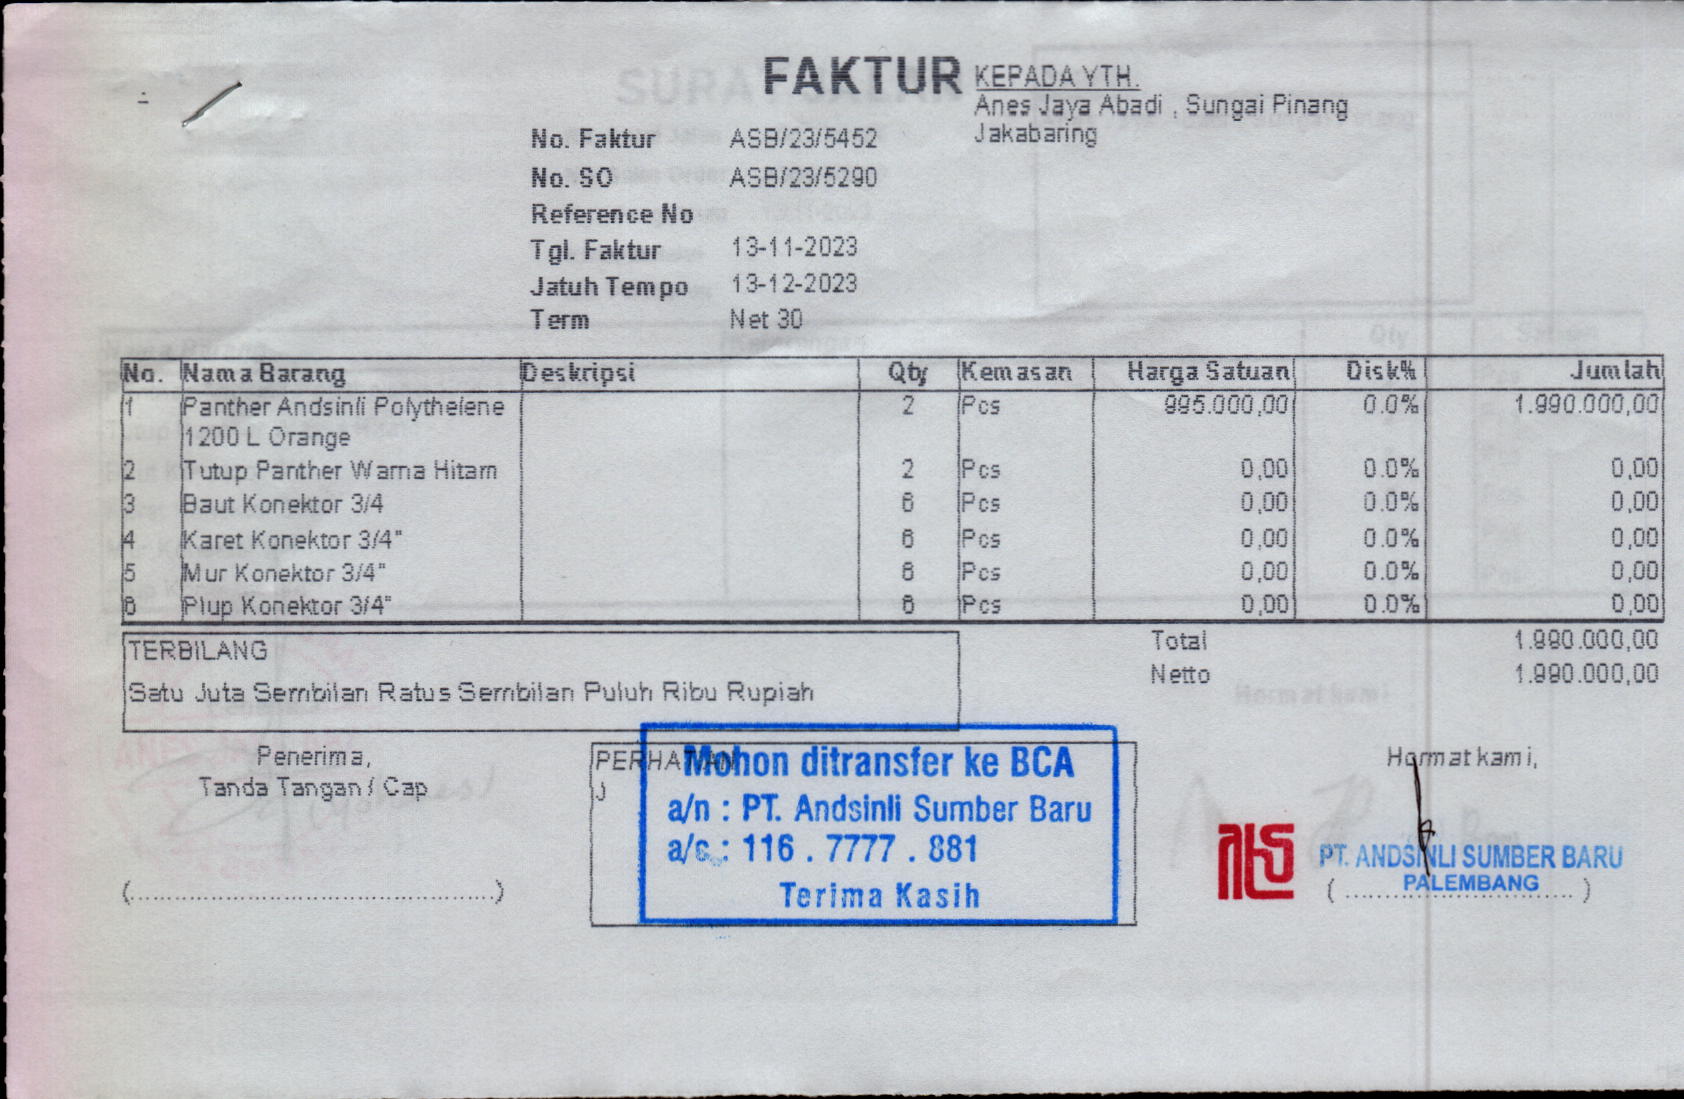 FAKTUR
KEPADA YTH.
Anes Jaya Abadi , Sungai Pinang
Jakabaring
No. Faktur ASB/23/5452
No. SO ASB/23/5290
Reference No
Tgl. Faktur 13-11-2023
Jatuh Tempo 13-12-2023
Term Net 30
No. Nama Barang Deskripsi Qty Kemasan Harga Satuan Disk% Jumlah
1 Panther Andsinli Polythelene 2 Pcs 995.000,00 0.0% 1.990.000,00
1200 L Orange
2 Tutup Panther Warna Hitam 2 Pcs 0,00 0.0% 0,00
3 Baut Konektor 3/4 6 Pcs 0,00 0.0% 0,00
4 Karet Konektor 3/4" 6 Pcs 0,00 0.0% 0,00
5 Mur Konektor 3/4" 6 Pcs 0,00 0.0% 0,00
6 Plup Konektor 3/4" 6 Pcs 0,00 0.0% 0,00
TERBILANG
Satu Juta Sembilan Ratus Sembilan Puluh Ribu Rupiah
Total 1.990.000,00
Netto 1.990.000,00
Penerima,
Tanda Tangan / Cap
(................................................)
PERHATIAN
Mohon ditransfer ke BCA
a/n : PT. Andsinli Sumber Baru
a/c : 116 . 7777 . 881
Terima Kasih
Hormat kami,
PT. ANDSINLI SUMBER BARU
PALEMBANG
( .............................. )